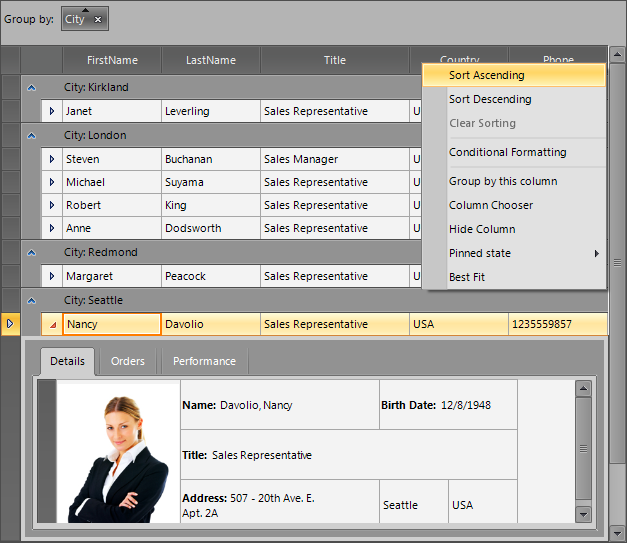 Group by: City x
FirstName LastName Title Country Phone
City: Kirkland
Janet Leverling Sales Representative U
City: London
Steven Buchanan Sales Manager U
Michael Suyama Sales Representative U
Robert King Sales Representative U
Anne Dodsworth Sales Representative U
City: Redmond
Margaret Peacock Sales Representative U
City: Seattle
Nancy Davolio Sales Representative USA 1235559857
Sort Ascending
Sort Descending
Clear Sorting
Conditional Formatting
Group by this column
Column Chooser
Hide Column
Pinned state
Best Fit
Details Orders Performance
Name: Davolio, Nancy Birth Date: 12/8/1948
Title: Sales Representative
Address: 507 - 20th Ave. E. Seattle USA
Apt. 2A